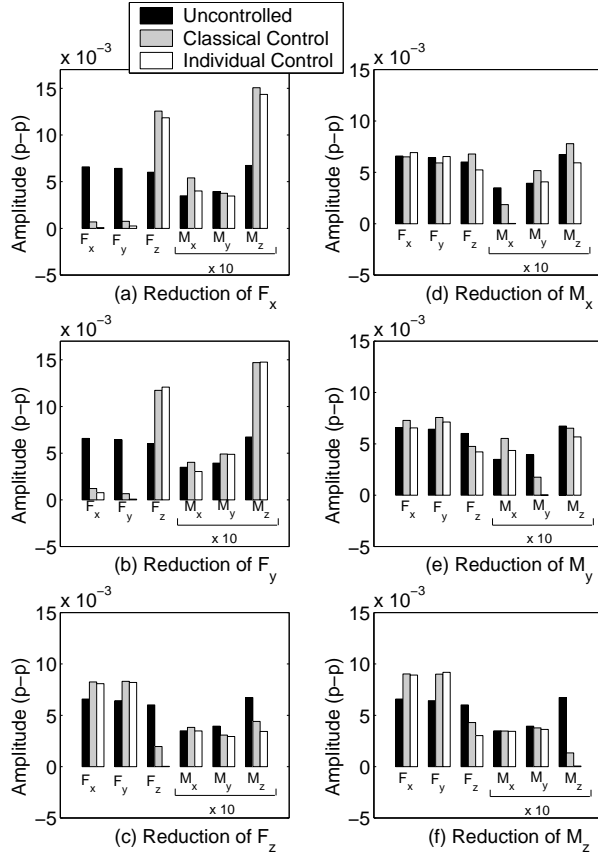 Uncontrolled
Classical Control
Individual Control
x 10⁻³
15
10
5
0
−5
Amplitude (p−p)
F_x F_y F_z M_x M_y M_z
x 10
(a) Reduction of F_x
x 10⁻³
15
10
5
0
−5
Amplitude (p−p)
F_x F_y F_z M_x M_y M_z
x 10
(d) Reduction of M_x
x 10⁻³
15
10
5
0
−5
Amplitude (p−p)
F_x F_y F_z M_x M_y M_z
x 10
(b) Reduction of F_y
x 10⁻³
15
10
5
0
−5
Amplitude (p−p)
F_x F_y F_z M_x M_y M_z
x 10
(e) Reduction of M_y
x 10⁻³
15
10
5
0
−5
Amplitude (p−p)
F_x F_y F_z M_x M_y M_z
x 10
(c) Reduction of F_z
x 10⁻³
15
10
5
0
−5
Amplitude (p−p)
F_x F_y F_z M_x M_y M_z
x 10
(f) Reduction of M_z